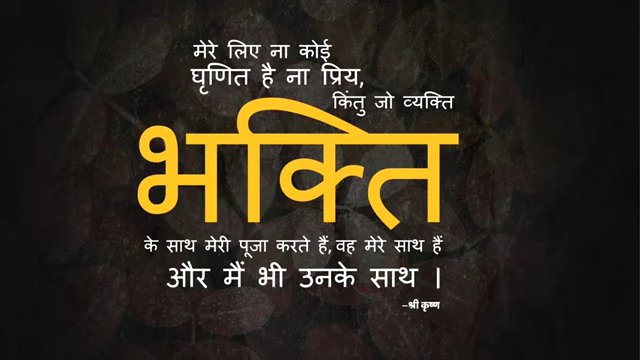 मेरे लिए ना कोई
घृणित है ना प्रिय,
किंतु जो व्यक्ति
भक्ति
के साथ मेरी पूजा करते हैं, वह मेरे साथ हैं
और मैं भी उनके साथ ।
–श्री कृष्ण